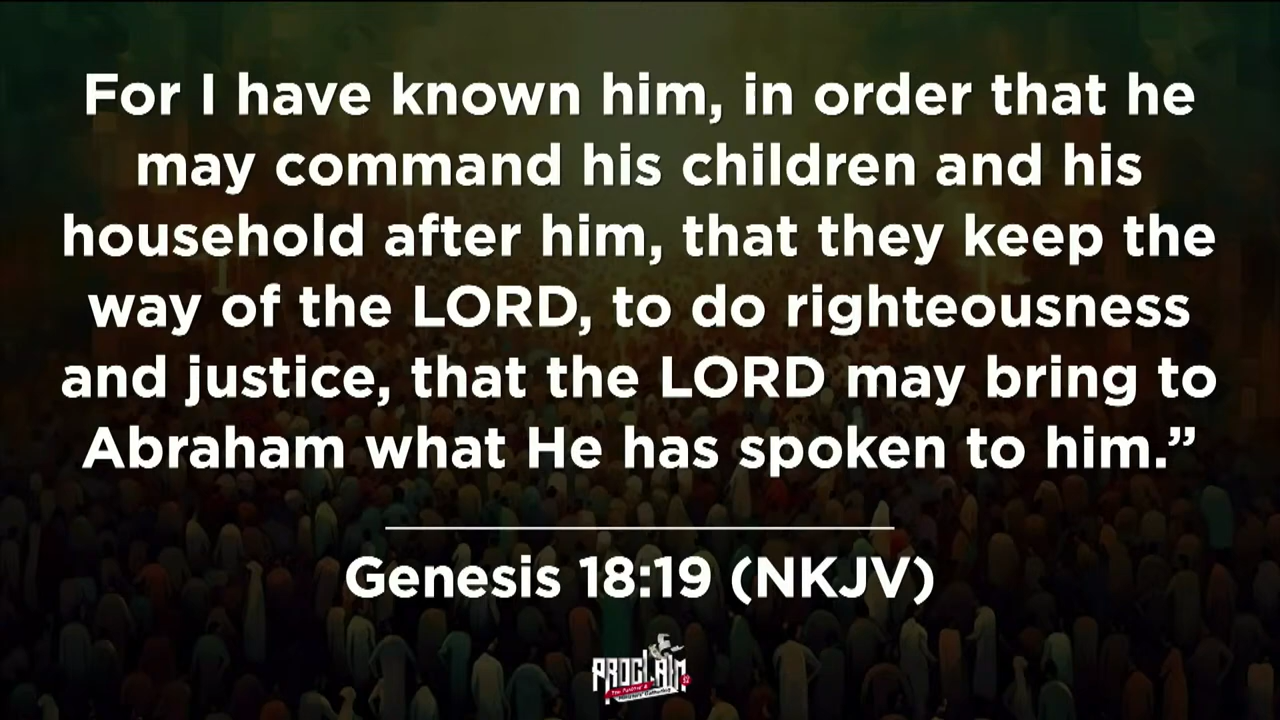 For I have known him, in order that he
may command his children and his
household after him, that they keep the
way of the LORD, to do righteousness
and justice, that the LORD may bring to
Abraham what He has spoken to him.”
Genesis 18:19 (NKJV)
PROCLAIM